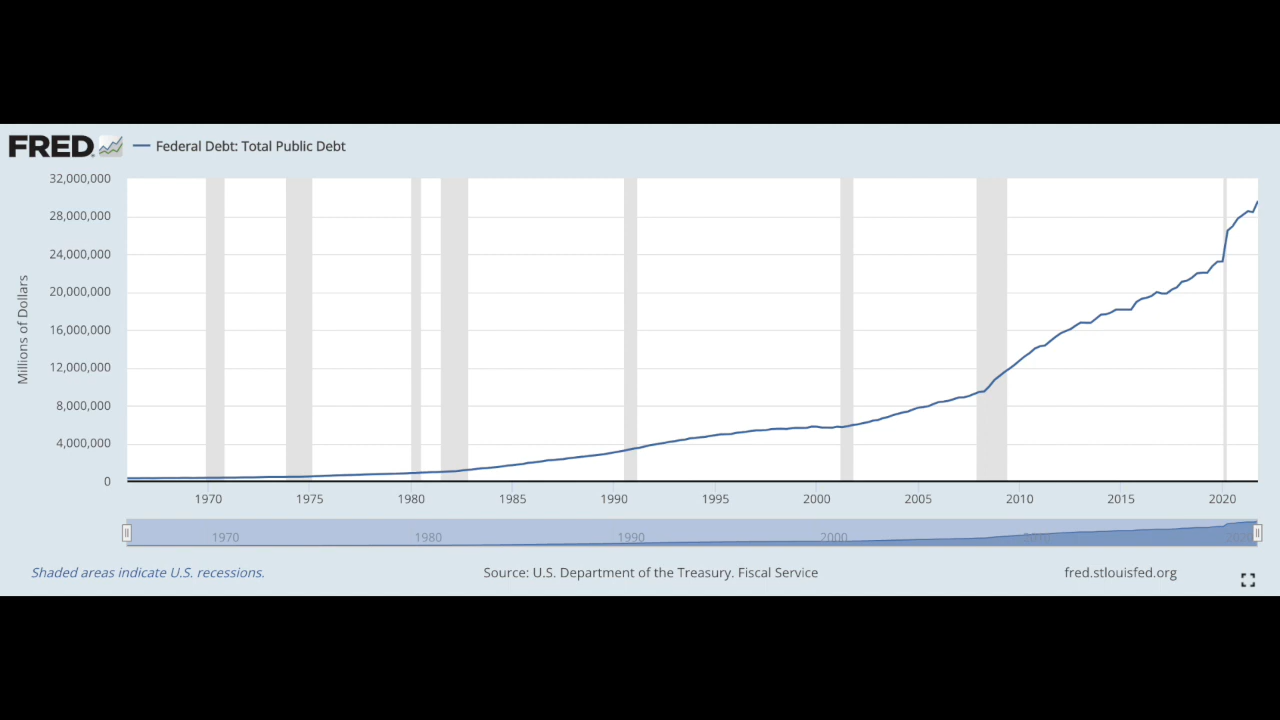 FRED
Federal Debt: Total Public Debt
32,000,000
28,000,000
24,000,000
20,000,000
16,000,000
12,000,000
8,000,000
4,000,000
0
Millions of Dollars
1970 1975 1980 1985 1990 1995 2000 2005 2010 2015 2020
1970 1980 1990 2000 2010 2020
Shaded areas indicate U.S. recessions.
Source: U.S. Department of the Treasury. Fiscal Service
fred.stlouisfed.org